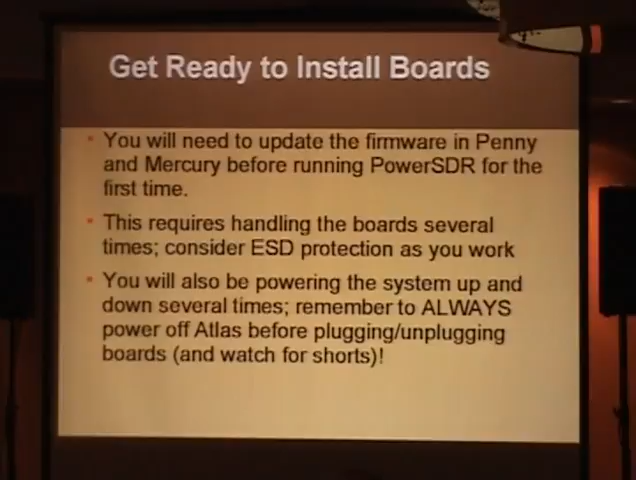 Get Ready to Install Boards
You will need to update the firmware in Penny
and Mercury before running PowerSDR for the
first time.
This requires handling the boards several
times; consider ESD protection as you work
You will also be powering the system up and
down several times; remember to ALWAYS
power off Atlas before plugging/unplugging
boards (and watch for shorts)!